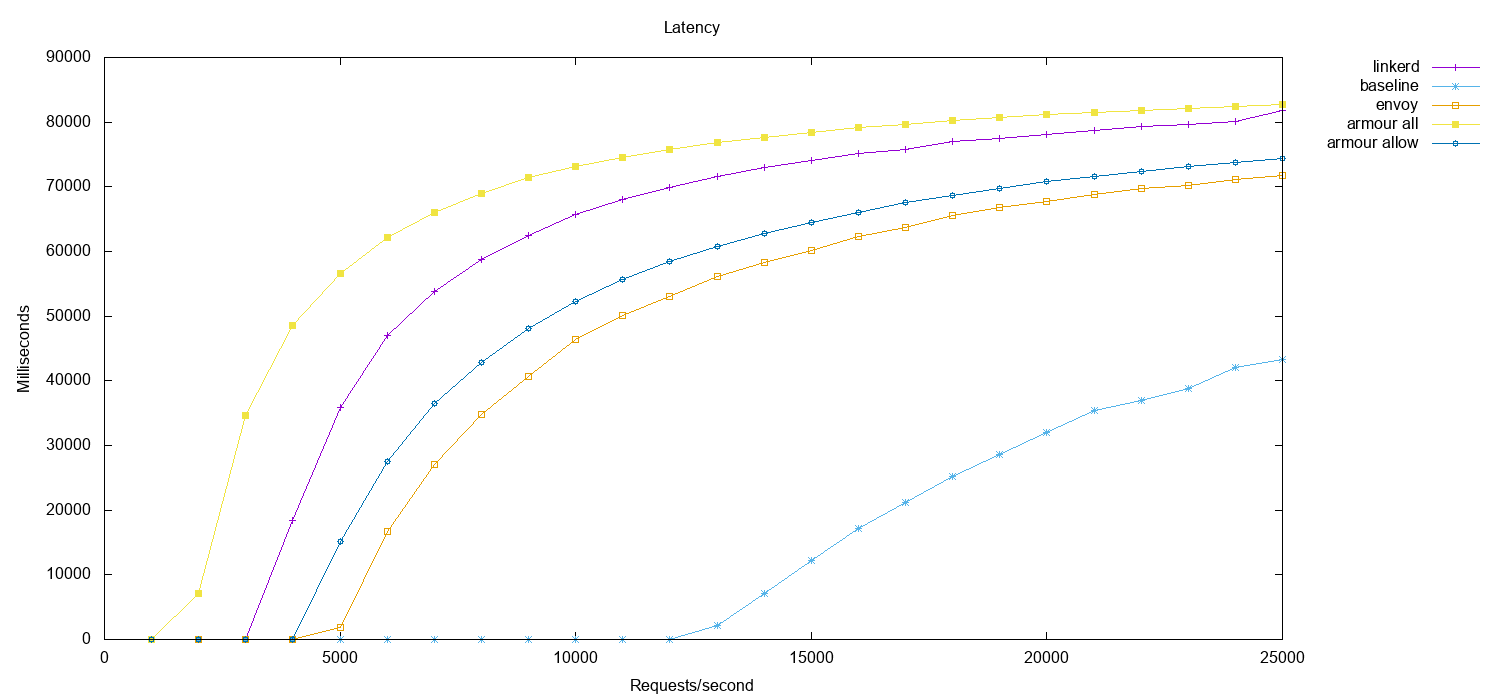 Latency
90000
80000
70000
60000
50000
40000
30000
20000
10000
0
Milliseconds
0 5000 10000 15000 20000 25000
Requests/second
linkerd
baseline
envoy
armour all
armour allow